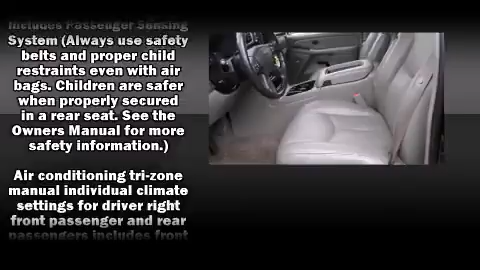 includes Passenger Sensing
System (Always use safety
belts and proper child
restraints even with air
bags. Children are safer
when properly secured
in a rear seat. See the
Owners Manual for more
safety information.)
Air conditioning tri-zone
manual individual climate
settings for driver right
front passenger and rear
passengers includes front